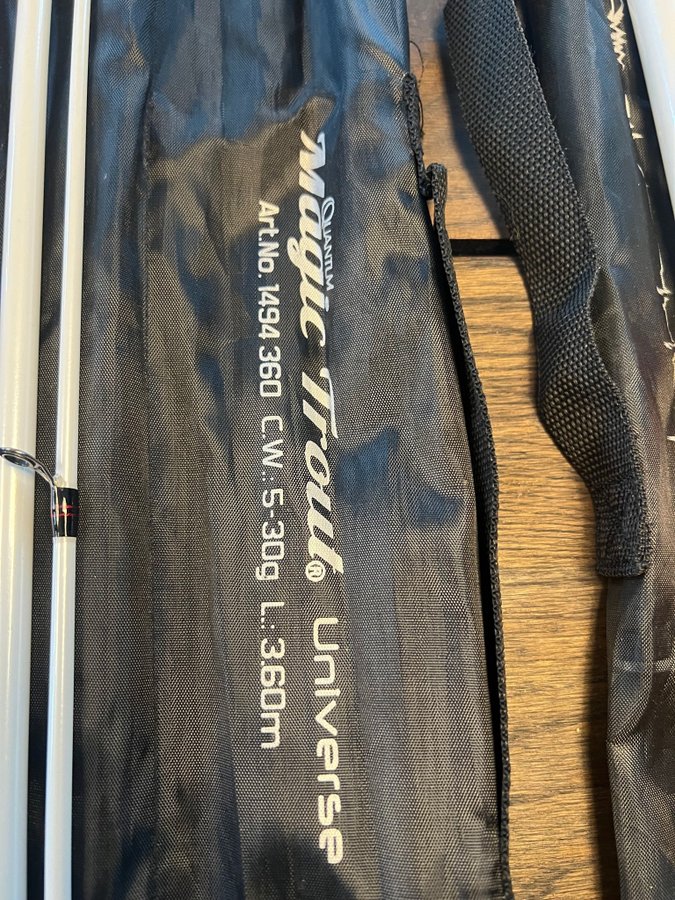 QUANTUM
Magic Trout® Universe
Art.No. 1494 360 C.W.: 5-30g L.: 3.60m